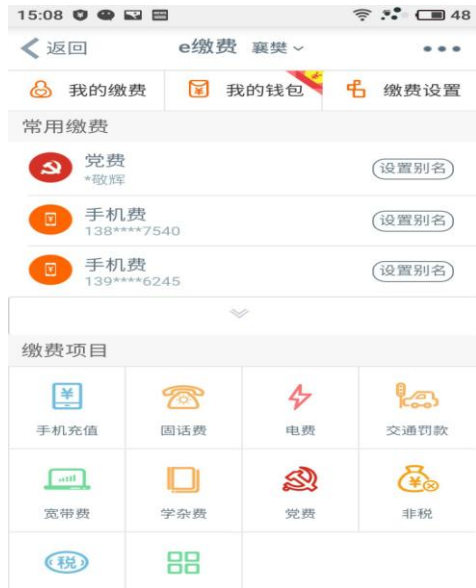 15:08 48
返回 e缴费 襄樊
我的缴费 我的钱包 缴费设置
常用缴费
党费 设置别名
*敬辉
手机费 设置别名
138****7540
手机费 设置别名
139****6245
缴费项目
手机充值 固话费 电费 交通罚款
宽带费 学杂费 党费 非税
税